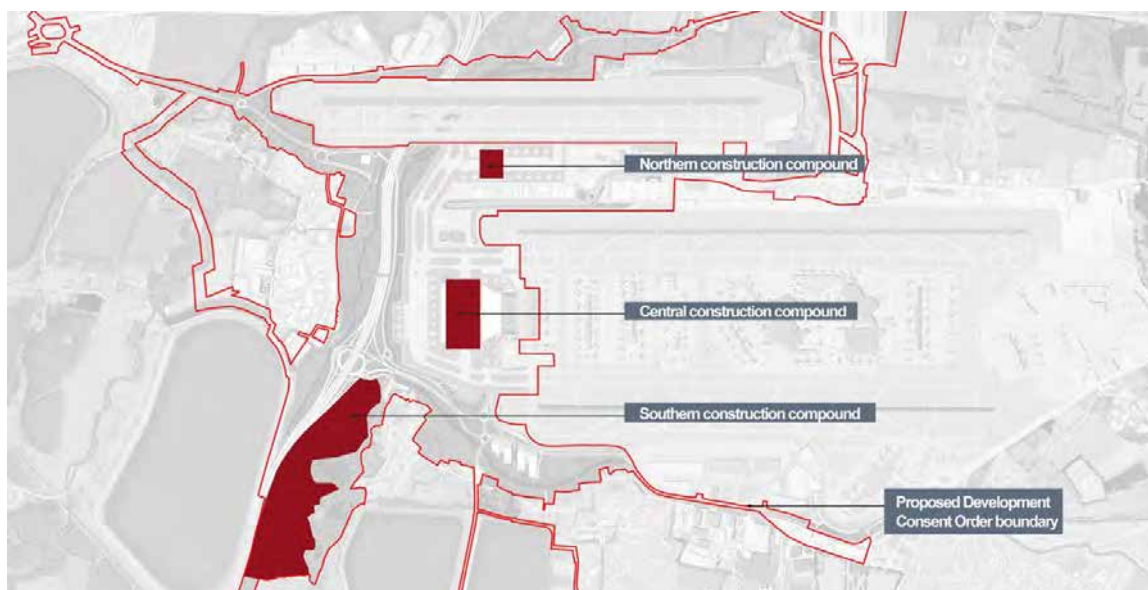 Northern construction compound
Central construction compound
Southern construction compound
Proposed Development
Consent Order boundary